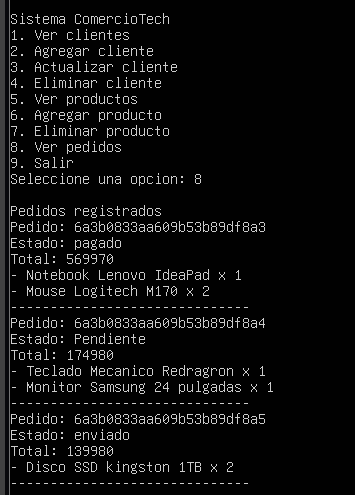 Sistema ComercioTech
1. Ver clientes
2. Agregar cliente
3. Actualizar cliente
4. Eliminar cliente
5. Ver productos
6. Agregar producto
7. Eliminar producto
8. Ver pedidos
9. Salir
Seleccione una opcion: 8
Pedidos registrados
Pedido: 6a3b0833aa609b53b89df8a3
Estado: pagado
Total: 569970
- Notebook Lenovo IdeaPad x 1
- Mouse Logitech M170 x 2
------------------------------
Pedido: 6a3b0833aa609b53b89df8a4
Estado: Pendiente
Total: 174980
- Teclado Mecanico Redragron x 1
- Monitor Samsung 24 pulgadas x 1
------------------------------
Pedido: 6a3b0833aa609b53b89df8a5
Estado: enviado
Total: 139980
- Disco SSD kingston 1TB x 2
------------------------------